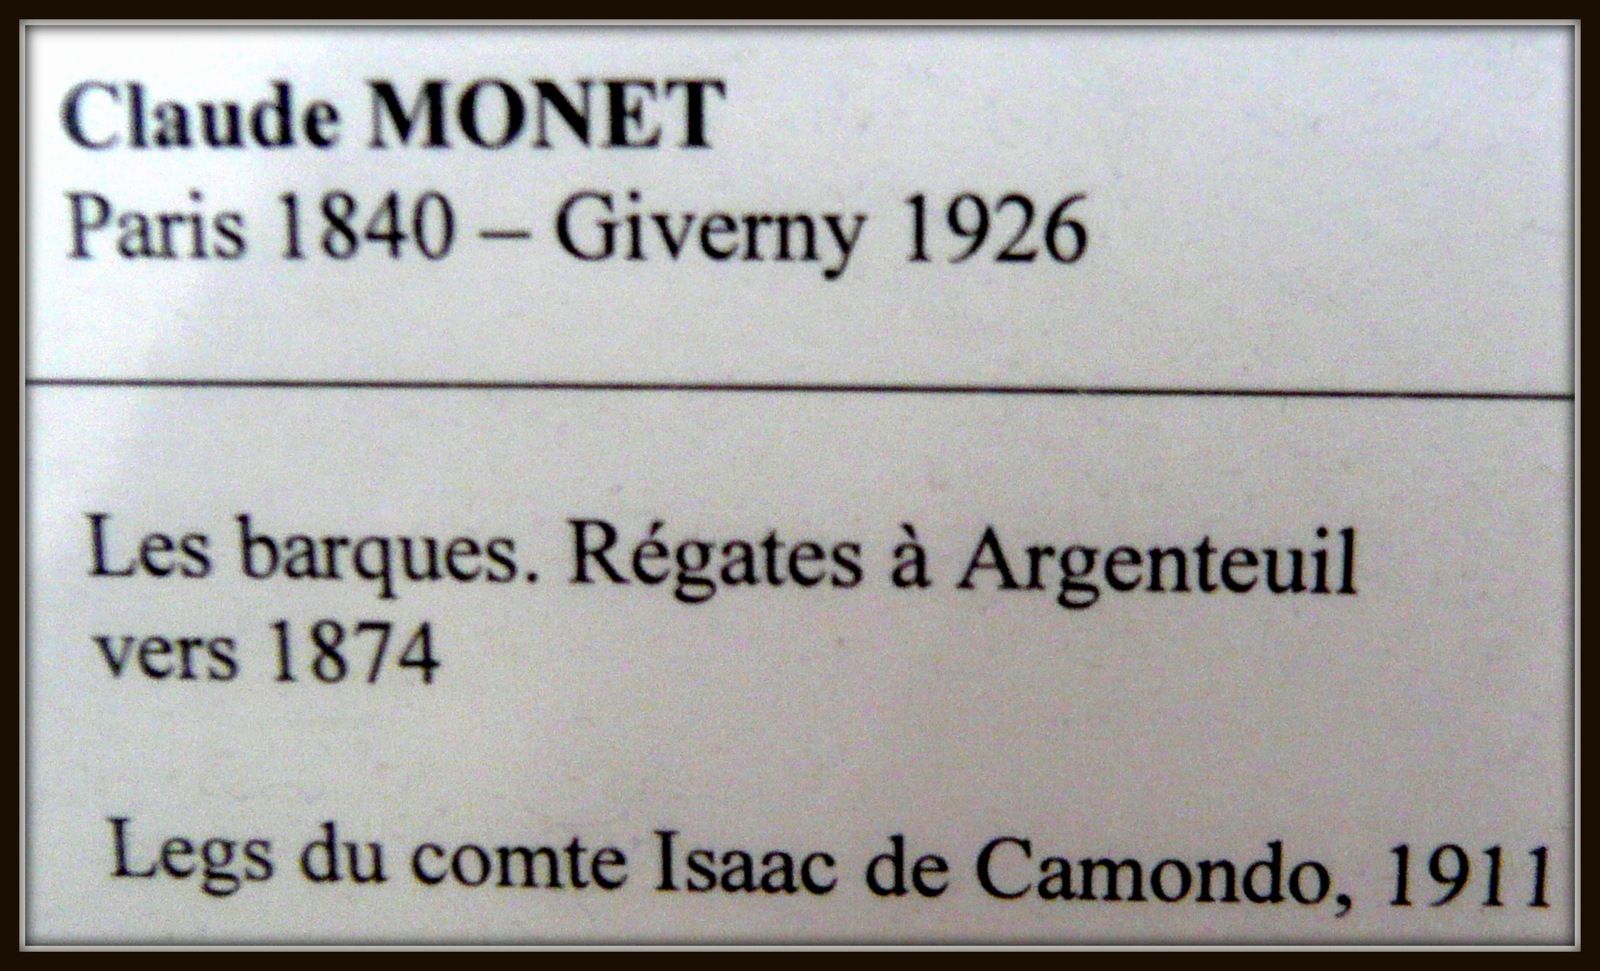 Claude MONET
Paris 1840 – Giverny 1926
Les barques. Régates à Argenteuil
vers 1874
Legs du comte Isaac de Camondo, 1911